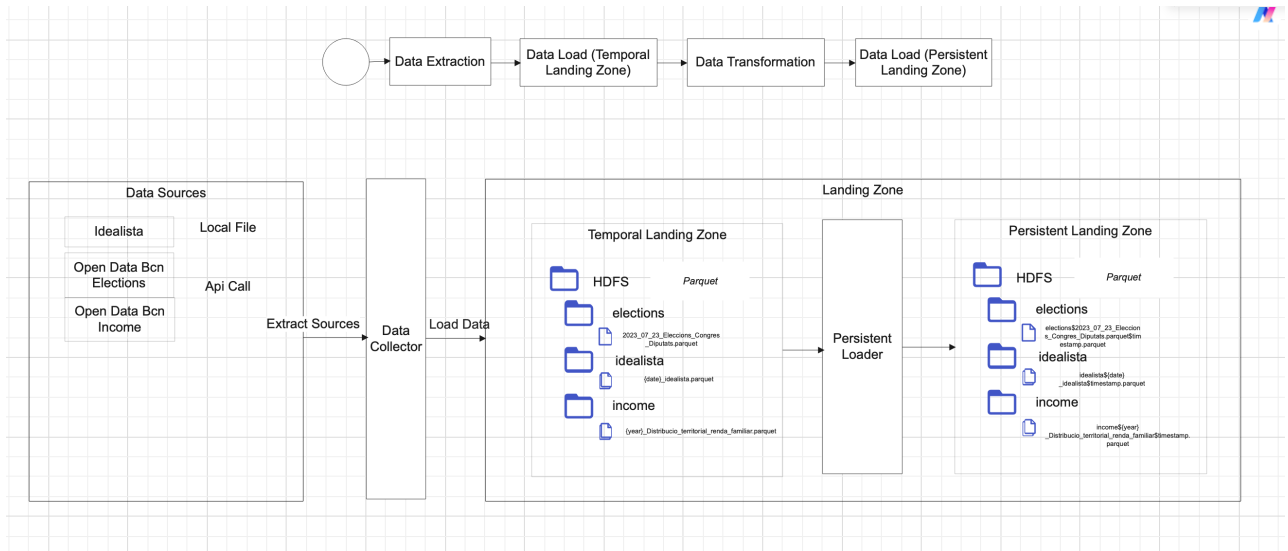 Data Extraction
Data Load (Temporal
Landing Zone)
Data Transformation
Data Load (Persistent
Landing Zone)
Data Sources
Idealista
Local File
Open Data Bcn
Elections
Api Call
Open Data Bcn
Income
Extract Sources
Data
Collector
Load Data
Landing Zone
Temporal Landing Zone
HDFS
Parquet
elections
2023_07_23_Eleccions_Congres
_Diputats.parquet
idealista
{date}_idealista.parquet
income
{year}_Distribucio_territorial_renda_familiar.parquet
Persistent
Loader
Persistent Landing Zone
HDFS
Parquet
elections
elections$2023_07_23_Eleccion
s_Congres_Diputats.parquet$tim
estamp.parquet
idealista
idealista${date}
_idealista$timestamp.parquet
income
income${year}
_Distribucio_territorial_renda_familiar$timestamp.
parquet